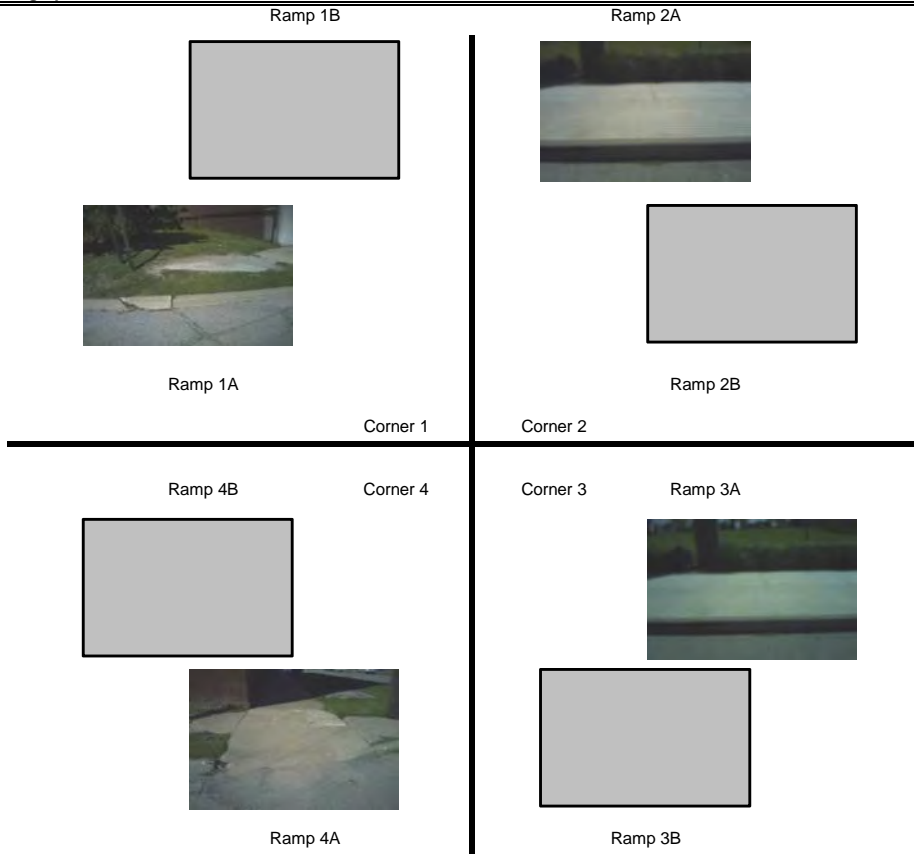 Ramp 1B
Ramp 2A
Ramp 1A
Ramp 2B
Corner 1
Corner 2
Ramp 4B
Corner 4
Corner 3
Ramp 3A
Ramp 4A
Ramp 3B